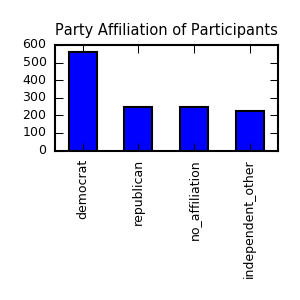 Party Affiliation of Participants
600
500
400
300
200
100
0
democrat
republican
no_affiliation
independent_other